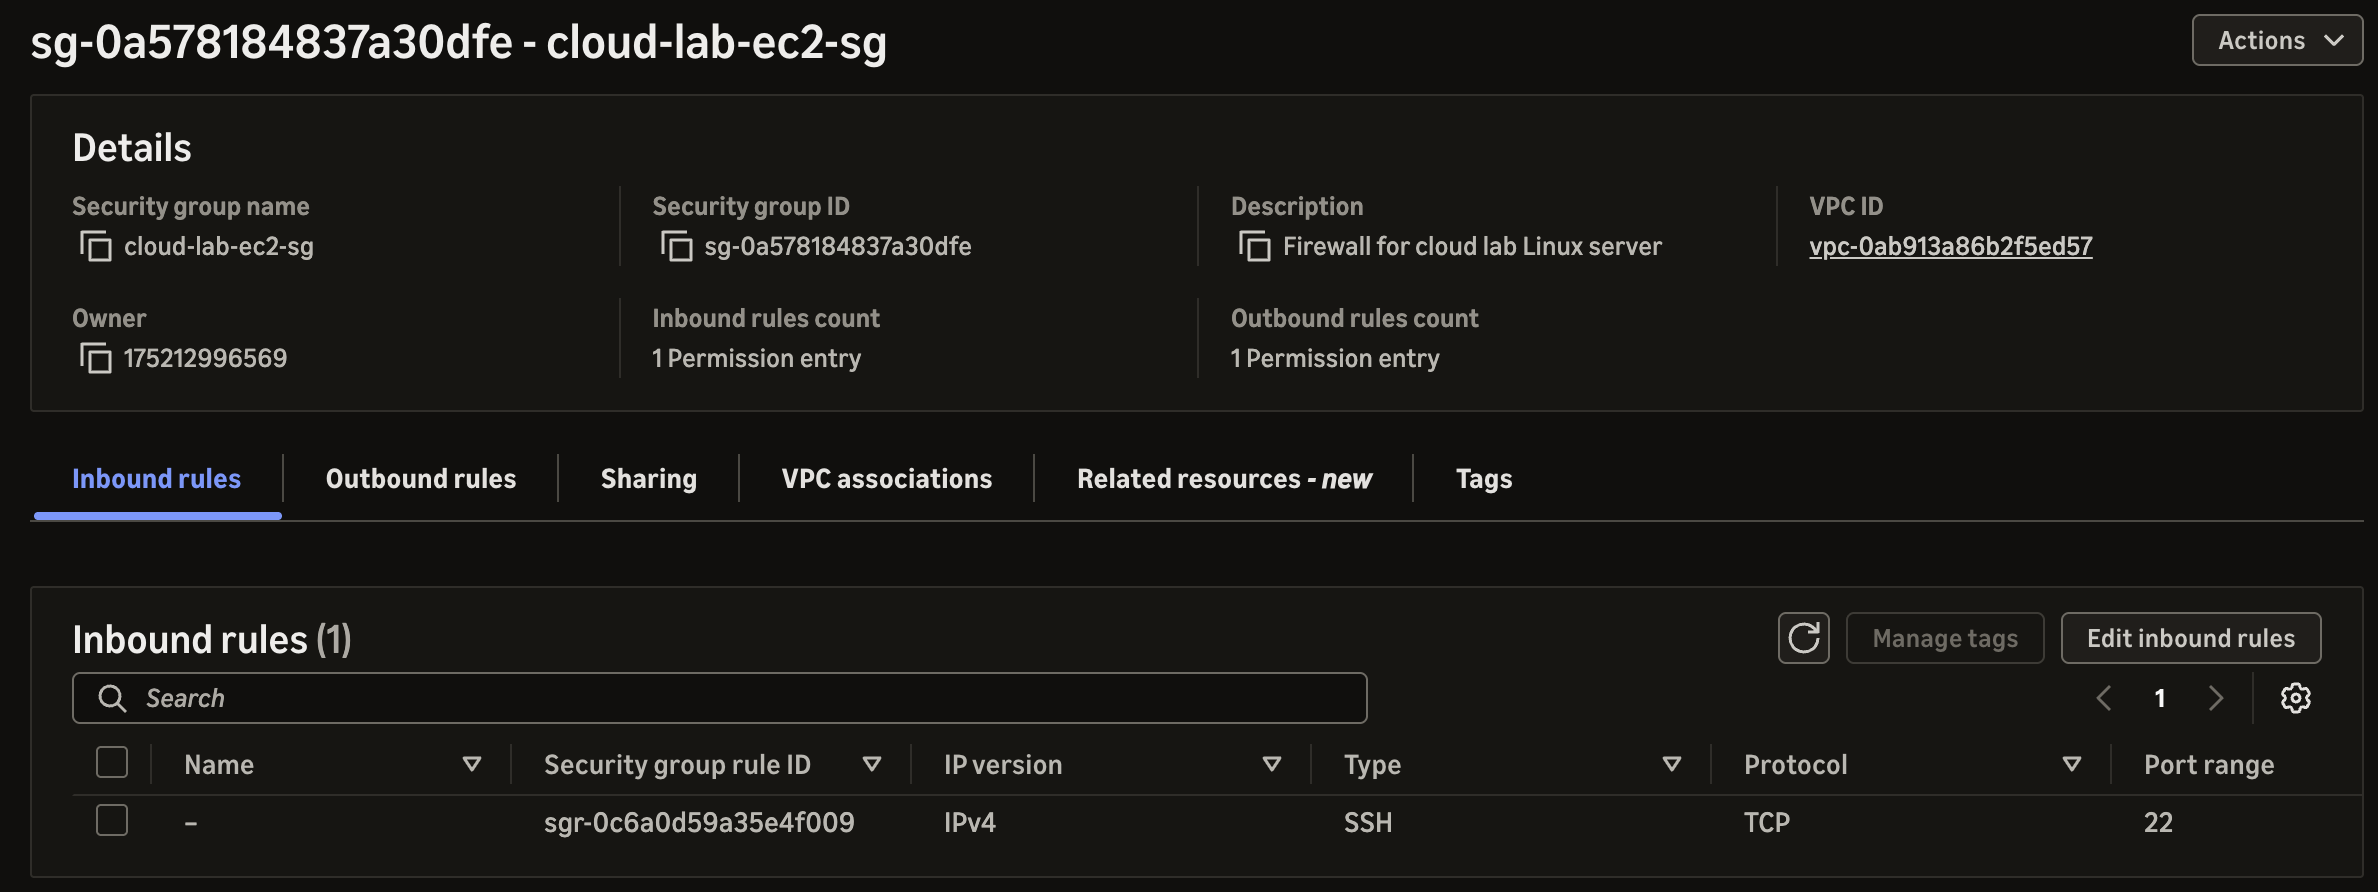 sg-0a578184837a30dfe - cloud-lab-ec2-sg
Actions
Details
Security group name
cloud-lab-ec2-sg
Security group ID
sg-0a578184837a30dfe
Description
Firewall for cloud lab Linux server
VPC ID
vpc-0ab913a86b2f5ed57
Owner
175212996569
Inbound rules count
1 Permission entry
Outbound rules count
1 Permission entry
Inbound rules
Outbound rules
Sharing
VPC associations
Related resources - new
Tags
Inbound rules (1)
Manage tags
Edit inbound rules
Search
1
Name
Security group rule ID
IP version
Type
Protocol
Port range
–
sgr-0c6a0d59a35e4f009
IPv4
SSH
TCP
22